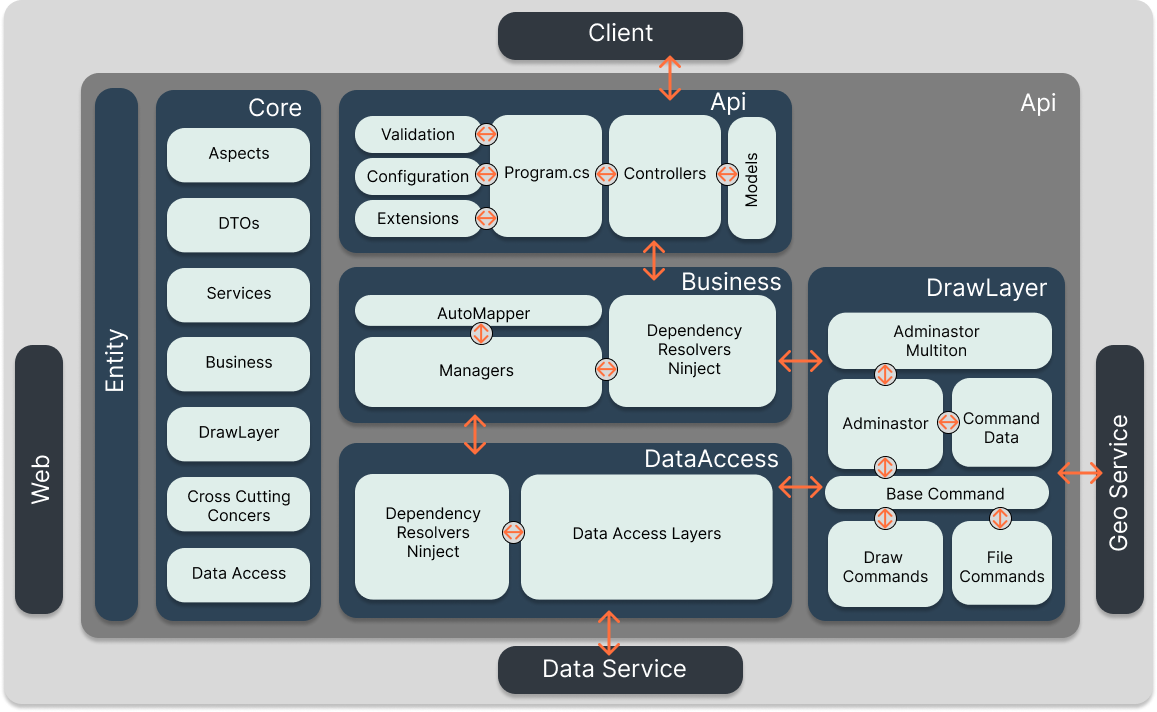 Client
Api
Entity
Core
Aspects
DTOs
Services
Business
DrawLayer
Cross Cutting
Concers
Data Access
Api
Validation
Configuration
Extensions
Program.cs
Controllers
Models
Business
AutoMapper
Managers
Dependency
Resolvers
Ninject
DataAccess
Dependency
Resolvers
Ninject
Data Access Layers
DrawLayer
Adminastor
Multiton
Adminastor
Command
Data
Base Command
Draw
Commands
File
Commands
Web
Geo Service
Data Service